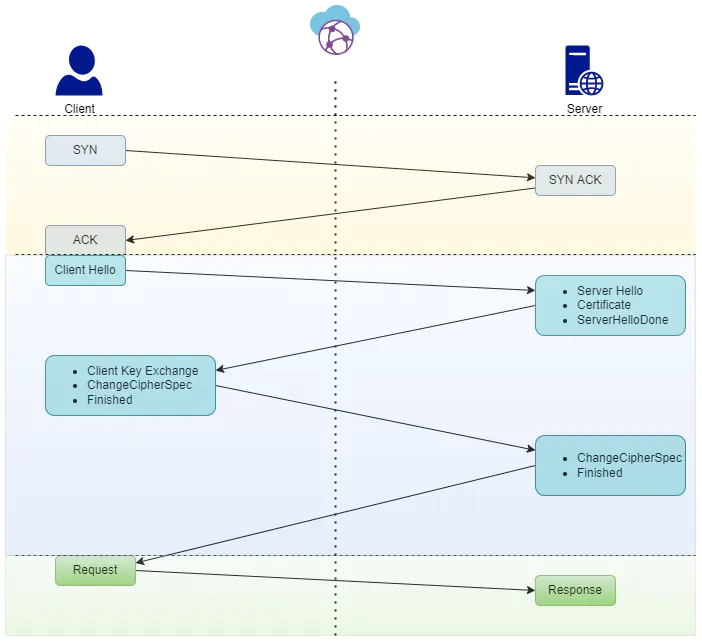 Client
Server
SYN
SYN ACK
ACK
Client Hello
Server Hello
Certificate
ServerHelloDone
Client Key Exchange
ChangeCipherSpec
Finished
ChangeCipherSpec
Finished
Request
Response